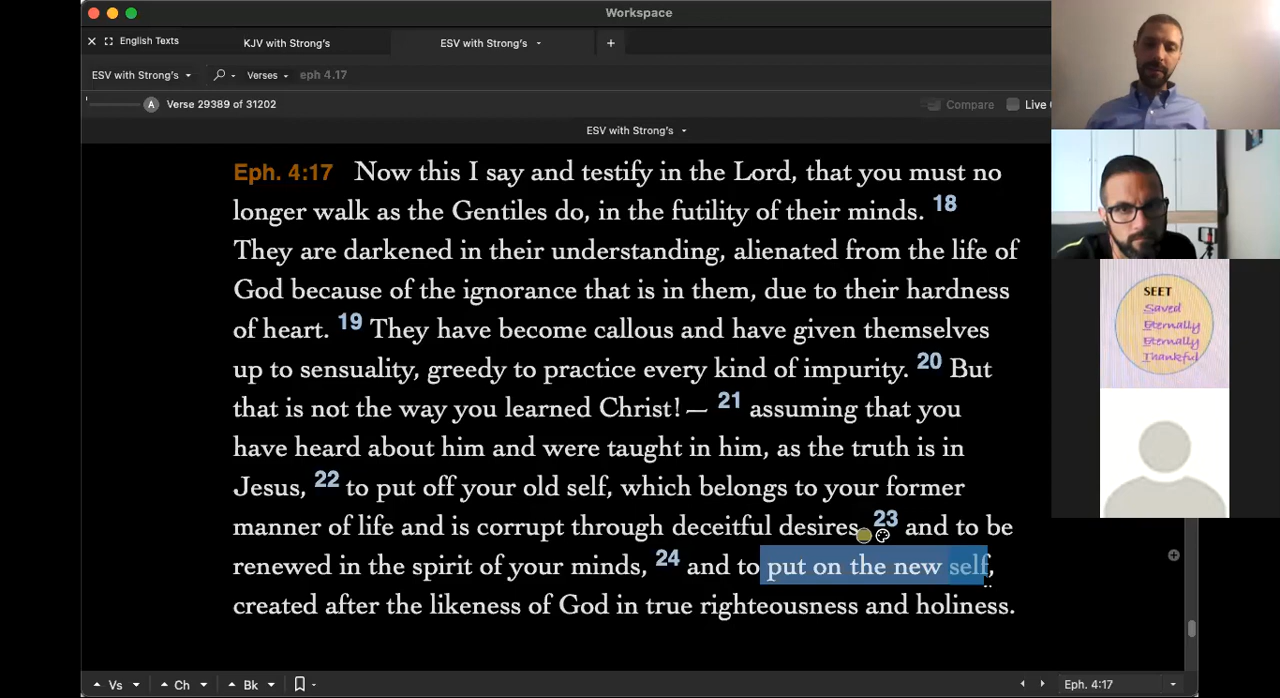 Workspace
English Texts
KJV with Strong's
ESV with Strong's
+
ESV with Strong's
Verses
eph 4.17
A Verse 29389 of 31202
Compare
Live
ESV with Strong's
Eph. 4:17 Now this I say and testify in the Lord, that you must no
longer walk as the Gentiles do, in the futility of their minds. 18
They are darkened in their understanding, alienated from the life of
God because of the ignorance that is in them, due to their hardness
of heart. 19 They have become callous and have given themselves
up to sensuality, greedy to practice every kind of impurity. 20 But
that is not the way you learned Christ!— 21 assuming that you
have heard about him and were taught in him, as the truth is in
Jesus, 22 to put off your old self, which belongs to your former
manner of life and is corrupt through deceitful desires, 23 and to be
renewed in the spirit of your minds, 24 and to put on the new self,
created after the likeness of God in true righteousness and holiness.
Vs
Ch
Bk
Eph. 4:17
SEET
Saved
Eternally
Eternally
Thankful